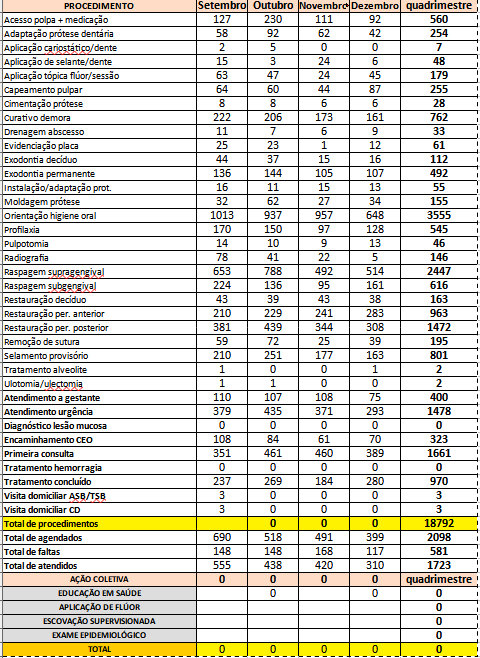 PROCEDIMENTO Setembro Outubro Novembro Dezembro quadrimestre
Acesso polpa + medicação 127 230 111 92 560
Adaptação prótese dentária 58 92 62 42 254
Aplicação cariostático/dente 2 5 0 0 7
Aplicação de selante/dente 15 3 24 6 48
Aplicação tópica flúor/sessão 63 47 24 45 179
Capeamento pulpar 64 60 44 87 255
Cimentação prótese 8 8 6 6 28
Curativo demora 222 206 173 161 762
Drenagem abscesso 11 7 6 9 33
Evidenciação placa 25 23 1 12 61
Exodontia decíduo 44 37 15 16 112
Exodontia permanente 136 144 105 107 492
Instalação/adaptação prot. 16 11 15 13 55
Moldagem prótese 32 62 27 34 155
Orientação higiene oral 1013 937 957 648 3555
Profilaxia 170 150 97 128 545
Pulpotomia 14 10 9 13 46
Radiografia 78 41 22 5 146
Raspagem supragengival 653 788 492 514 2447
Raspagem subgengival 224 136 95 161 616
Restauração decíduo 43 39 43 38 163
Restauração per. anterior 210 229 241 283 963
Restauração per. posterior 381 439 344 308 1472
Remoção de sutura 59 72 25 39 195
Selamento provisório 210 251 177 163 801
Tratamento alveolite 1 0 0 1 2
Ulotomia/ulectomia 1 1 0 0 2
Atendimento a gestante 110 107 108 75 400
Atendimento urgência 379 435 371 293 1478
Diagnóstico lesão mucosa 0 0 0 0 0
Encaminhamento CEO 108 84 61 70 323
Primeira consulta 351 461 460 389 1661
Tratamento hemorragia 0 0 0 0 0
Tratamento concluído 237 269 184 280 970
Visita domiciliar ASB/TSB 3 0 0 0 3
Visita domiciliar CD 3 0 0 0 3
Total de procedimentos 0 0 0 18792
Total de agendados 690 518 491 399 2098
Total de faltas 148 148 168 117 581
Total de atendidos 555 438 420 310 1723
AÇÃO COLETIVA 0 0 0 0 quadrimestre
EDUCAÇÃO EM SAÚDE 0 0 0
APLICAÇÃO DE FLÚOR 0
ESCOVAÇÃO SUPERVISIONADA 0
EXAME EPIDEMIOLÓGICO 0
TOTAL 0 0 0 0 0